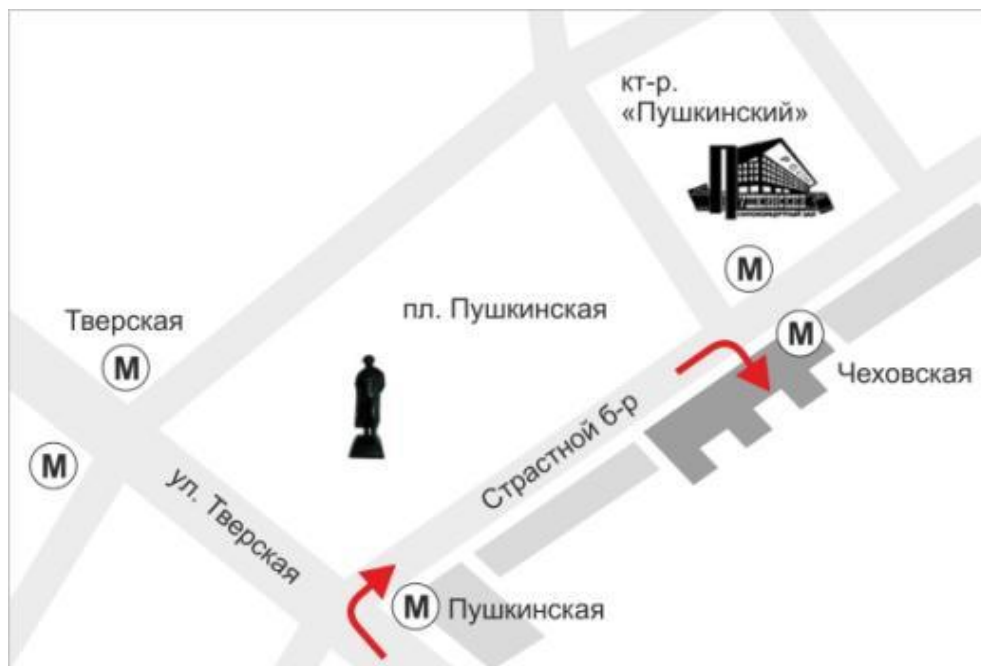 кт-р.
«Пушкинский»
М
Тверская
М
пл. Пушкинская
М
Чеховская
М
ул. Тверская
Страстной б-р
М
Пушкинская